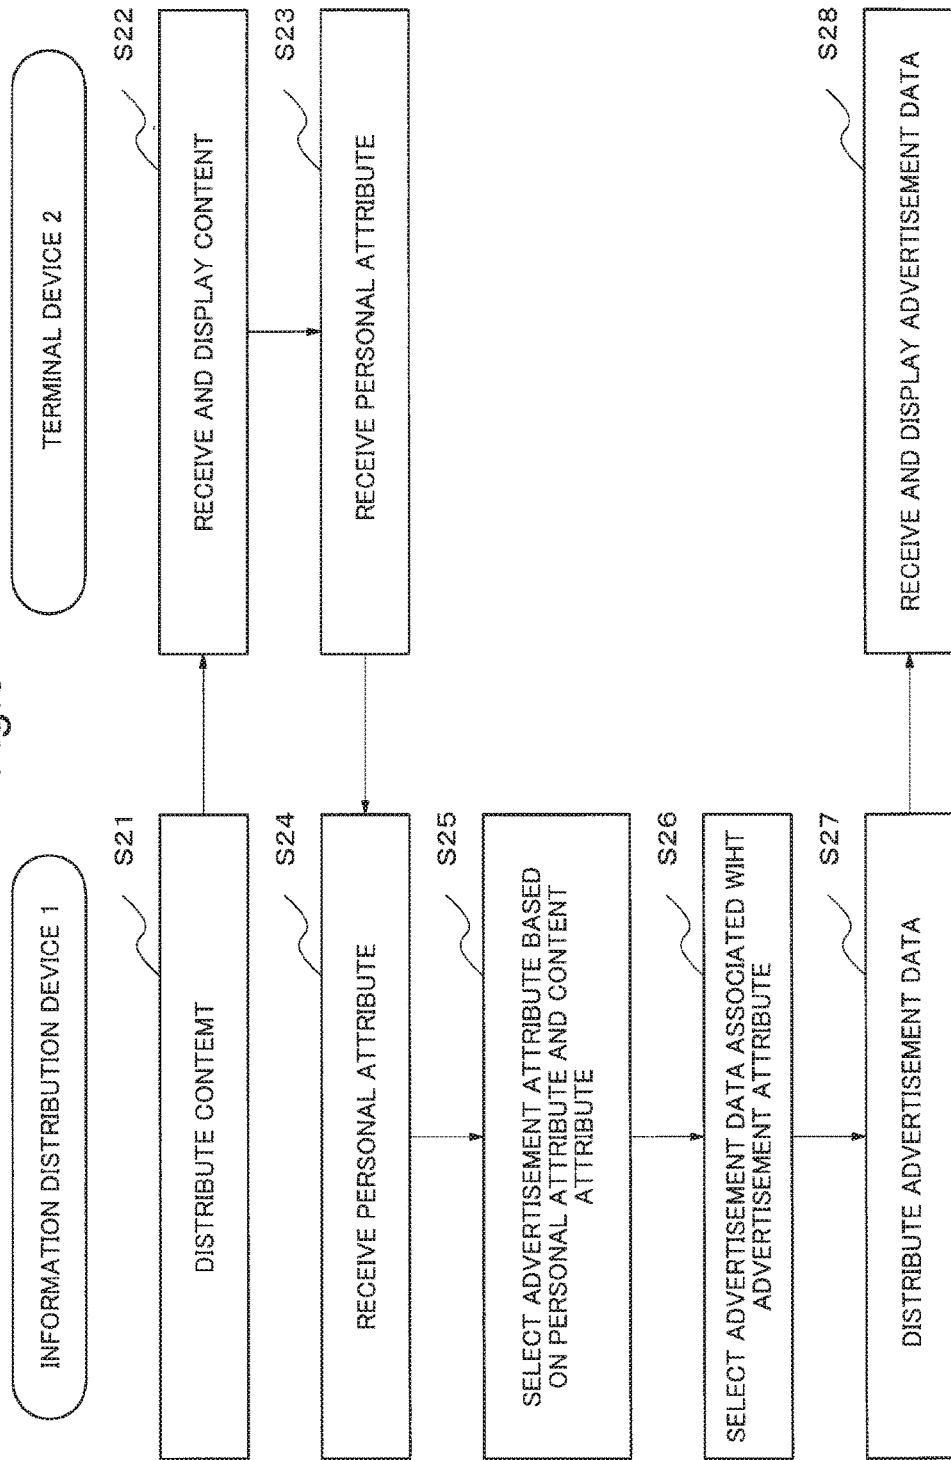 INFORMATION DISTRIBUTION DEVICE 1
TERMINAL DEVICE 2
S21
DISTRIBUTE CONTEMT
S22
RECEIVE AND DISPLAY CONTENT
S23
RECEIVE PERSONAL ATTRIBUTE
S24
RECEIVE PERSONAL ATTRIBUTE
S25
SELECT ADVERTISEMENT ATTRIBUTE BASED
ON PERSONAL ATTRIBUTE AND CONTENT
ATTRIBUTE
S26
SELECT ADVERTISEMENT DATA ASSOCIATED WIHT
ADVERTISEMENT ATTRIBUTE
S27
DISTRIBUTE ADVERTISEMENT DATA
S28
RECEIVE AND DISPLAY ADVERTISEMENT DATA